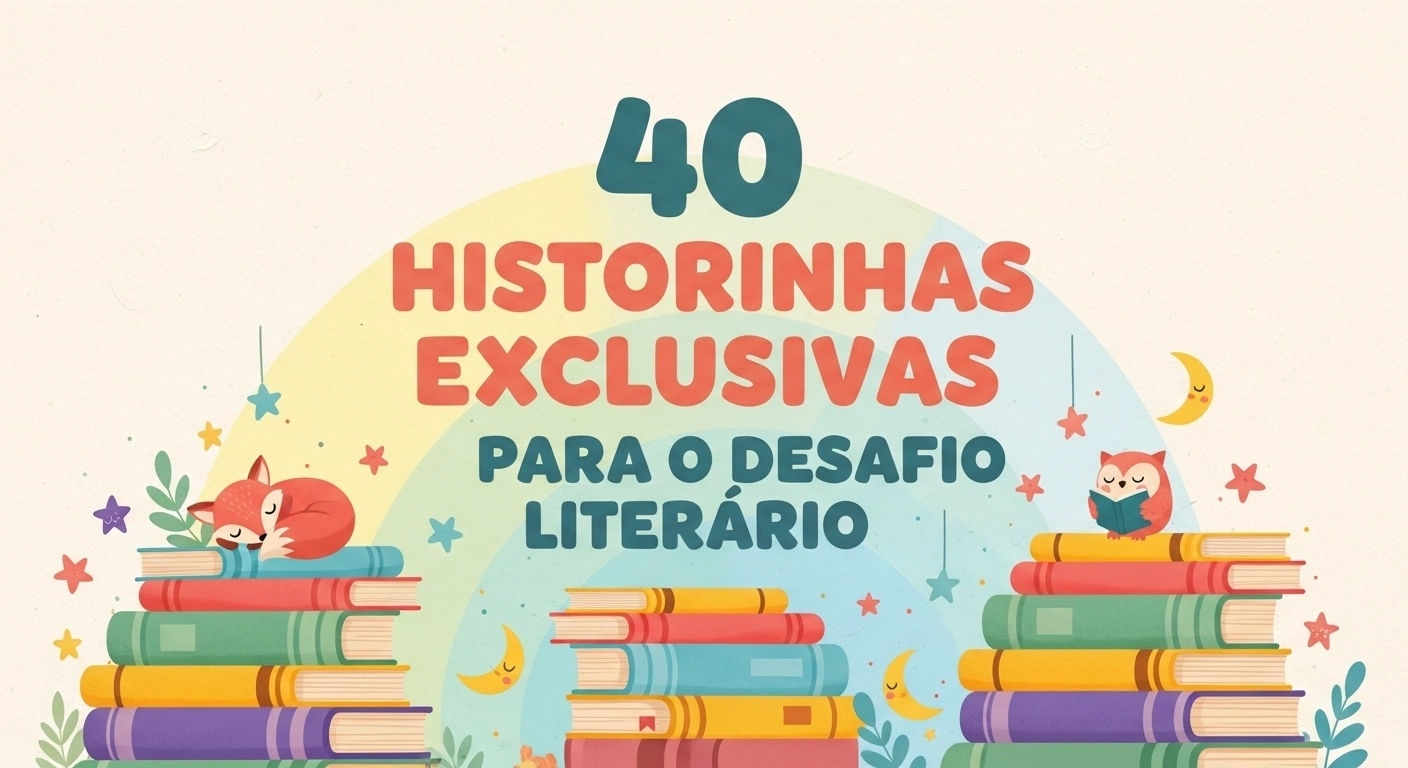 40
HISTORINHAS
EXCLUSIVAS
PARA O DESAFIO
LITERÁRIO